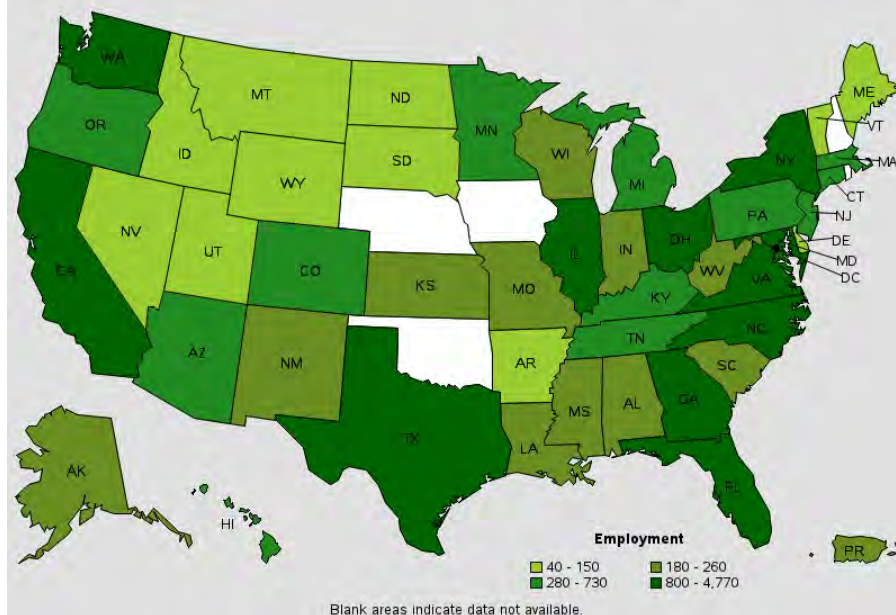 WA
MT
ND
OR
MN
ID
SD
WI
WY
MI
NY
ME
VT
MA
CT
NJ
PA
DE
MD
DC
NV
UT
CO
CA
IL
IN
OH
WV
VA
KS
MO
KY
NC
TN
AZ
NM
AR
SC
MS
AL
GA
TX
LA
FL
AK
HI
PR
Employment
40 - 150
180 - 260
280 - 730
800 - 4,770
Blank areas indicate data not available.